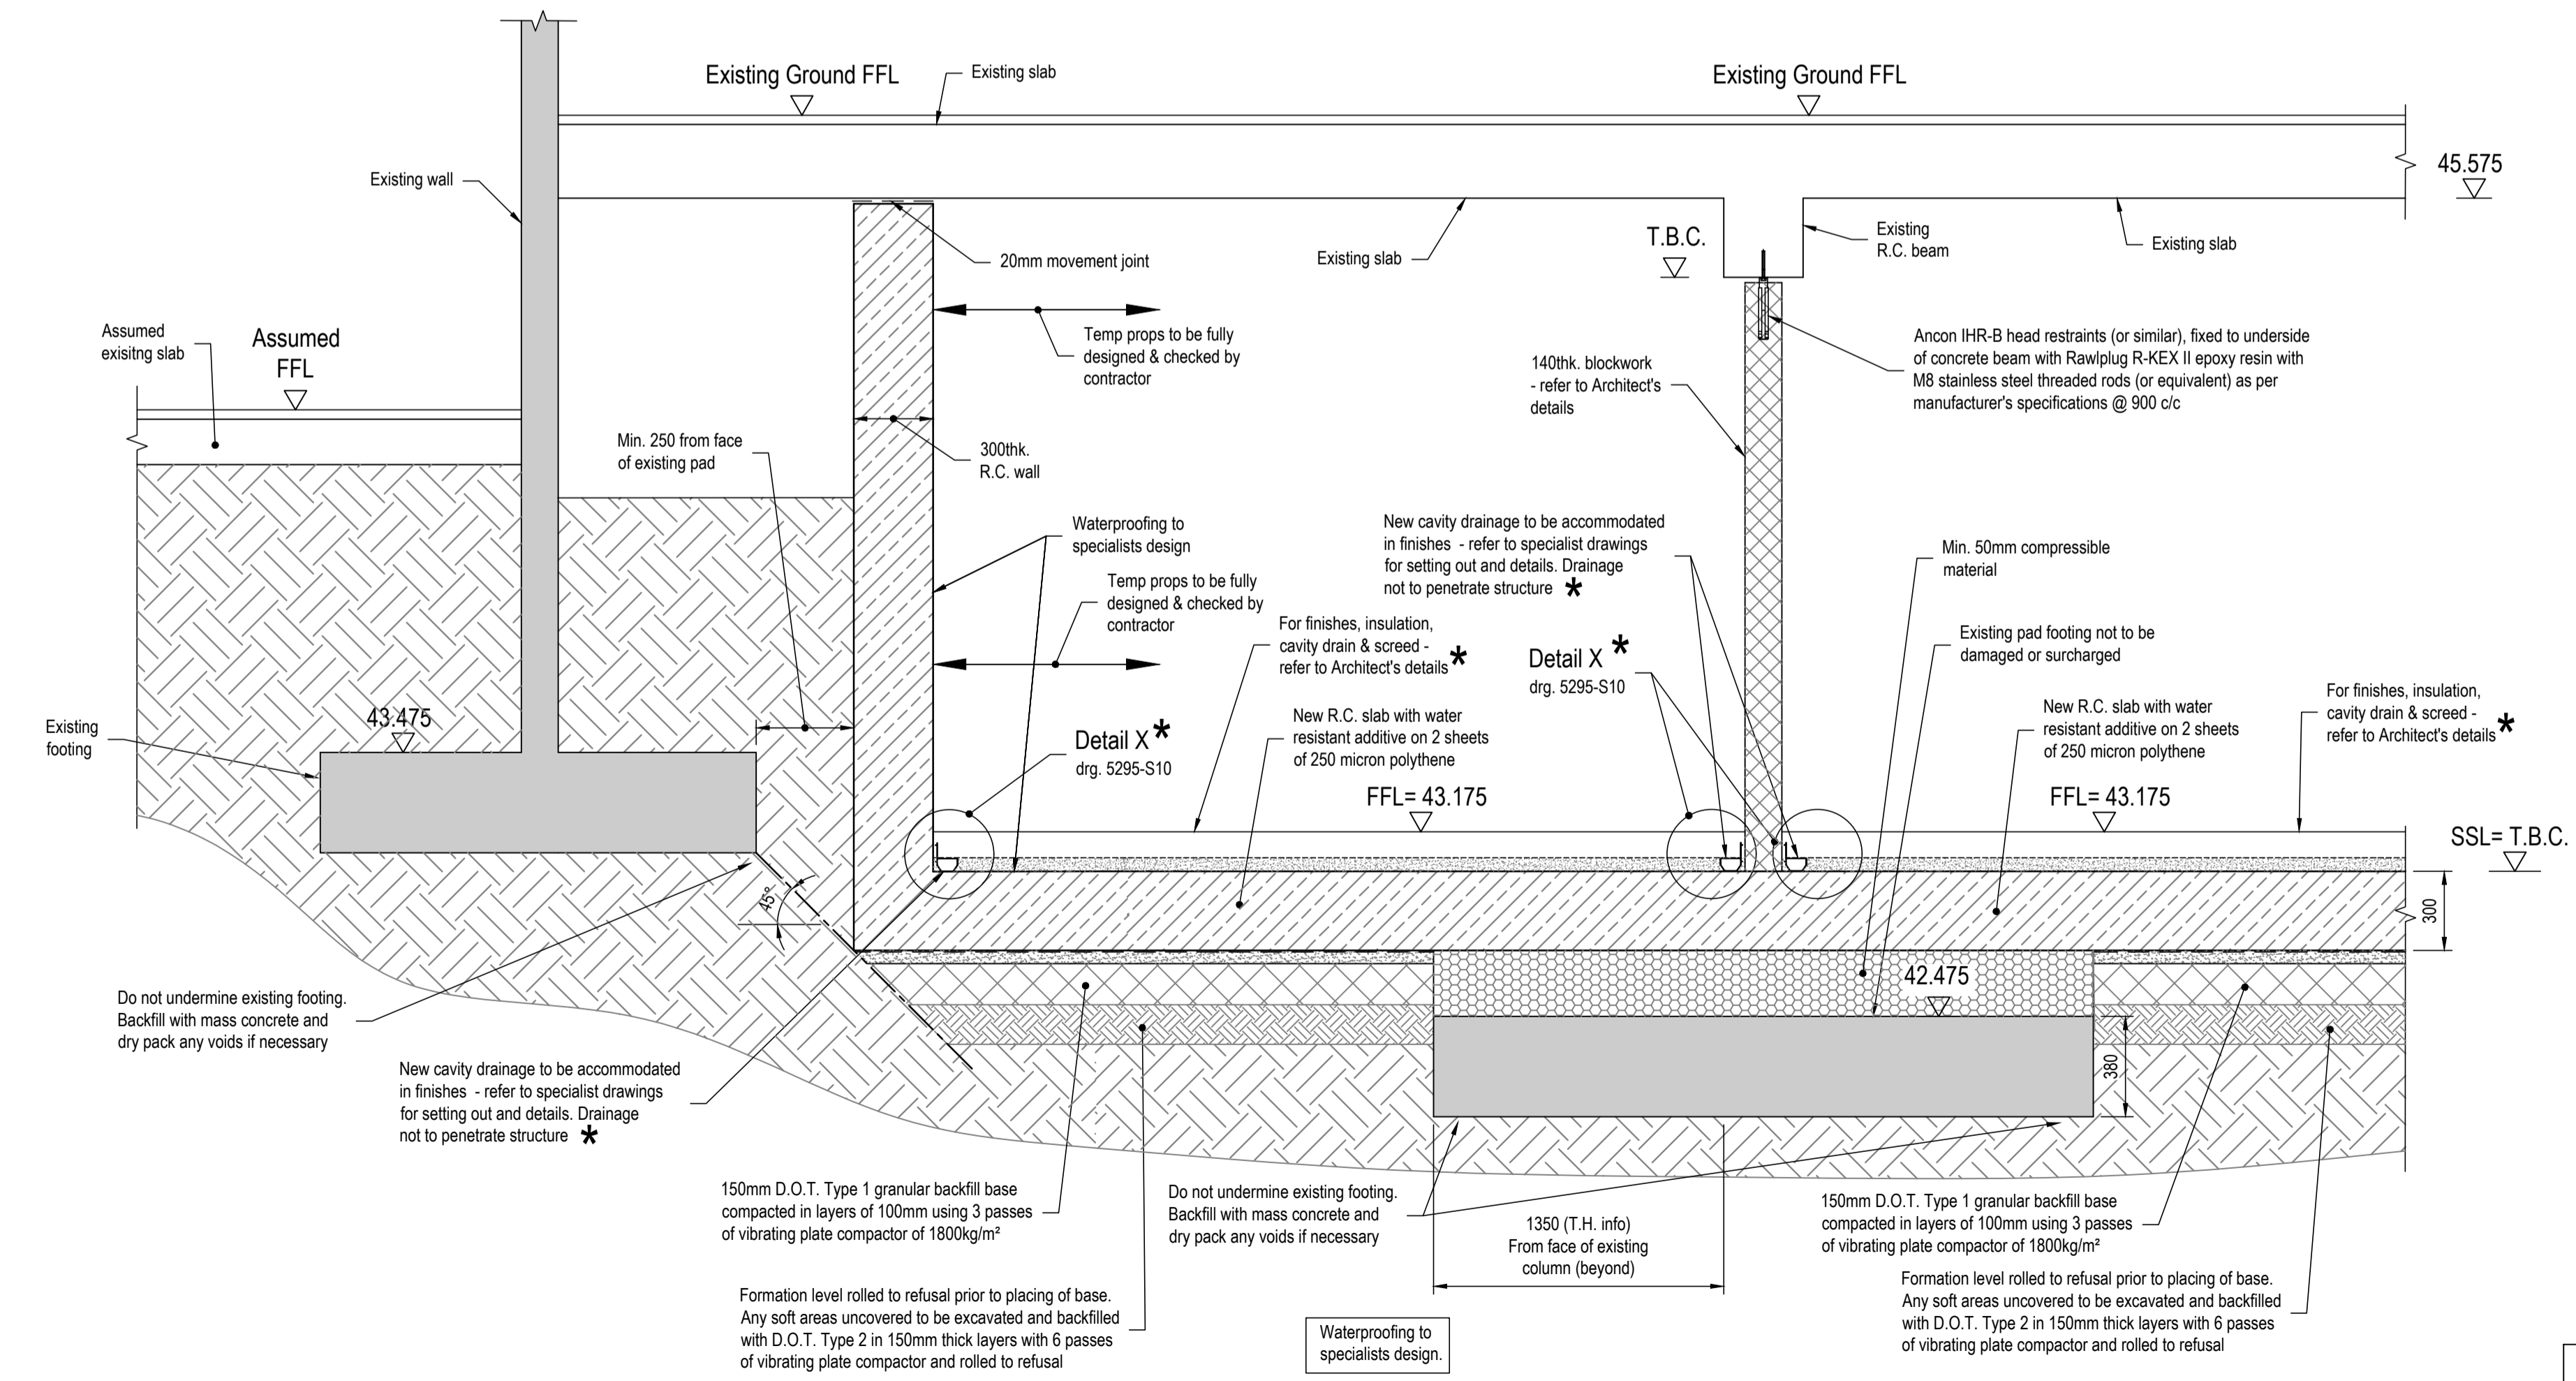 Existing Ground FFL
Existing slab
Existing Ground FFL
45.575
Existing wall
20mm movement joint
Existing slab
T.B.C.
Existing
R.C. beam
Existing slab
Assumed
exisitng slab
Assumed
FFL
Temp props to be fully
designed & checked by
contractor
140thk. blockwork
- refer to Architect's
details
Ancon IHR-B head restraints (or similar), fixed to underside
of concrete beam with Rawlplug R-KEX II epoxy resin with
M8 stainless steel threaded rods (or equivalent) as per
manufacturer's specifications @ 900 c/c
Min. 250 from face
of existing pad
300thk.
R.C. wall
Waterproofing to
specialists design
New cavity drainage to be accommodated
in finishes - refer to specialist drawings
for setting out and details. Drainage
not to penetrate structure *
Min. 50mm compressible
material
Temp props to be fully
designed & checked by
contractor
For finishes, insulation,
cavity drain & screed -
refer to Architect's details *
Detail X *
drg. 5295-S10
Existing pad footing not to be
damaged or surcharged
Existing
footing
43.475
Detail X *
drg. 5295-S10
New R.C. slab with water
resistant additive on 2 sheets
of 250 micron polythene
New R.C. slab with water
resistant additive on 2 sheets
of 250 micron polythene
For finishes, insulation,
cavity drain & screed -
refer to Architect's details *
FFL= 43.175
FFL= 43.175
SSL= T.B.C.
45°
300
42.475
380
Do not undermine existing footing.
Backfill with mass concrete and
dry pack any voids if necessary
New cavity drainage to be accommodated
in finishes - refer to specialist drawings
for setting out and details. Drainage
not to penetrate structure *
150mm D.O.T. Type 1 granular backfill base
compacted in layers of 100mm using 3 passes
of vibrating plate compactor of 1800kg/m²
Do not undermine existing footing.
Backfill with mass concrete and
dry pack any voids if necessary
1350 (T.H. info)
From face of existing
column (beyond)
150mm D.O.T. Type 1 granular backfill base
compacted in layers of 100mm using 3 passes
of vibrating plate compactor of 1800kg/m²
Formation level rolled to refusal prior to placing of base.
Any soft areas uncovered to be excavated and backfilled
with D.O.T. Type 2 in 150mm thick layers with 6 passes
of vibrating plate compactor and rolled to refusal
Waterproofing to
specialists design.
Formation level rolled to refusal prior to placing of base.
Any soft areas uncovered to be excavated and backfilled
with D.O.T. Type 2 in 150mm thick layers with 6 passes
of vibrating plate compactor and rolled to refusal